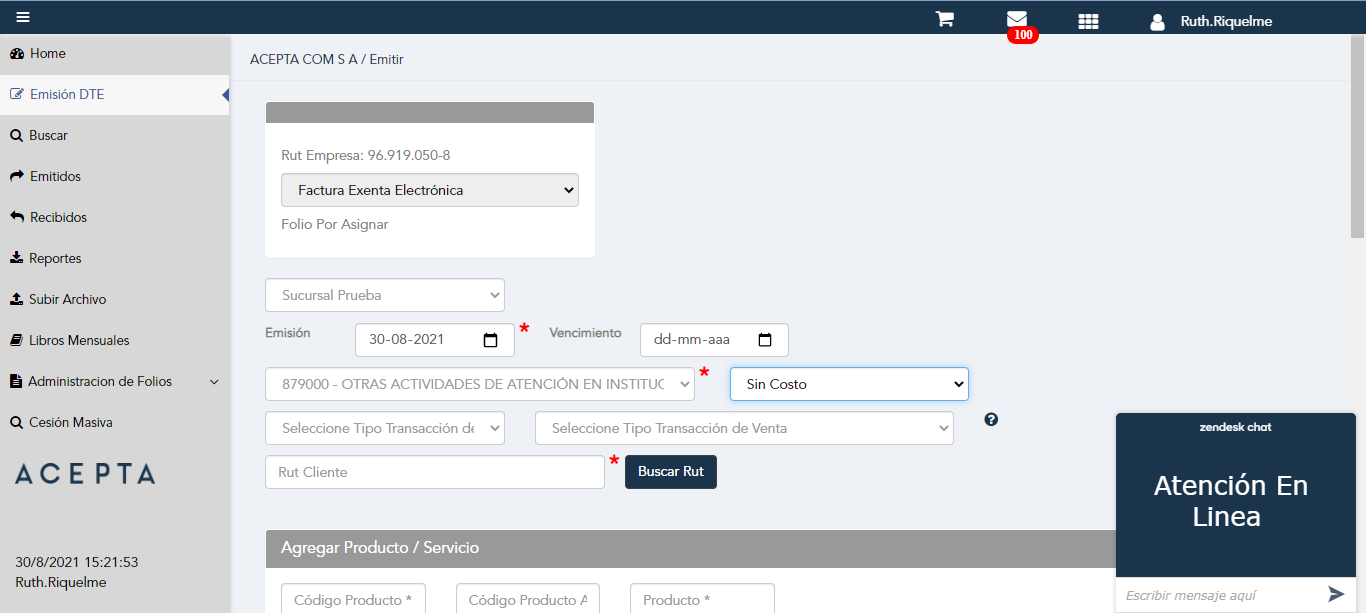 Ruth.Riquelme
100
Home
Emisión DTE
Buscar
Emitidos
Recibidos
Reportes
Subir Archivo
Libros Mensuales
Administracion de Folios
Cesión Masiva
ACEPTA
30/8/2021 15:21:53
Ruth.Riquelme
ACEPTA COM S A / Emitir
Rut Empresa: 96.919.050-8
Factura Exenta Electrónica
Folio Por Asignar
Sucursal Prueba
Emisión 30-08-2021 * Vencimiento dd-mm-aaa
879000 - OTRAS ACTIVIDADES DE ATENCIÓN EN INSTITUC * Sin Costo
Seleccione Tipo Transacción de Seleccione Tipo Transacción de Venta ?
Rut Cliente * Buscar Rut
Agregar Producto / Servicio
Código Producto * Código Producto A Producto *
zendesk chat
Atención En
Linea
Escribir mensaje aquí